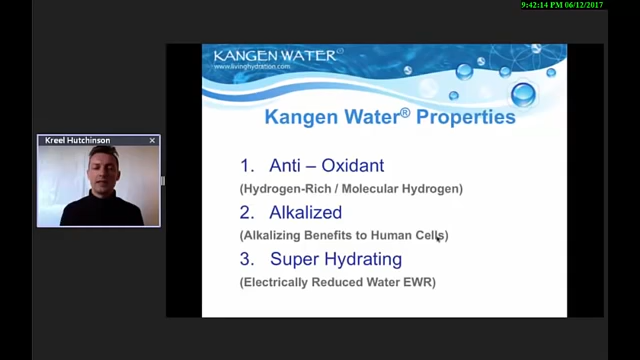 9:42:14 PM 06/12/2017
KANGEN WATER®
www.livinghydration.com
Kangen Water® Properties
Kreel Hutchinson
1. Anti – Oxidant
(Hydrogen-Rich / Molecular Hydrogen)
2. Alkalized
(Alkalizing Benefits to Human Cells)
3. Super Hydrating
(Electrically Reduced Water EWR)